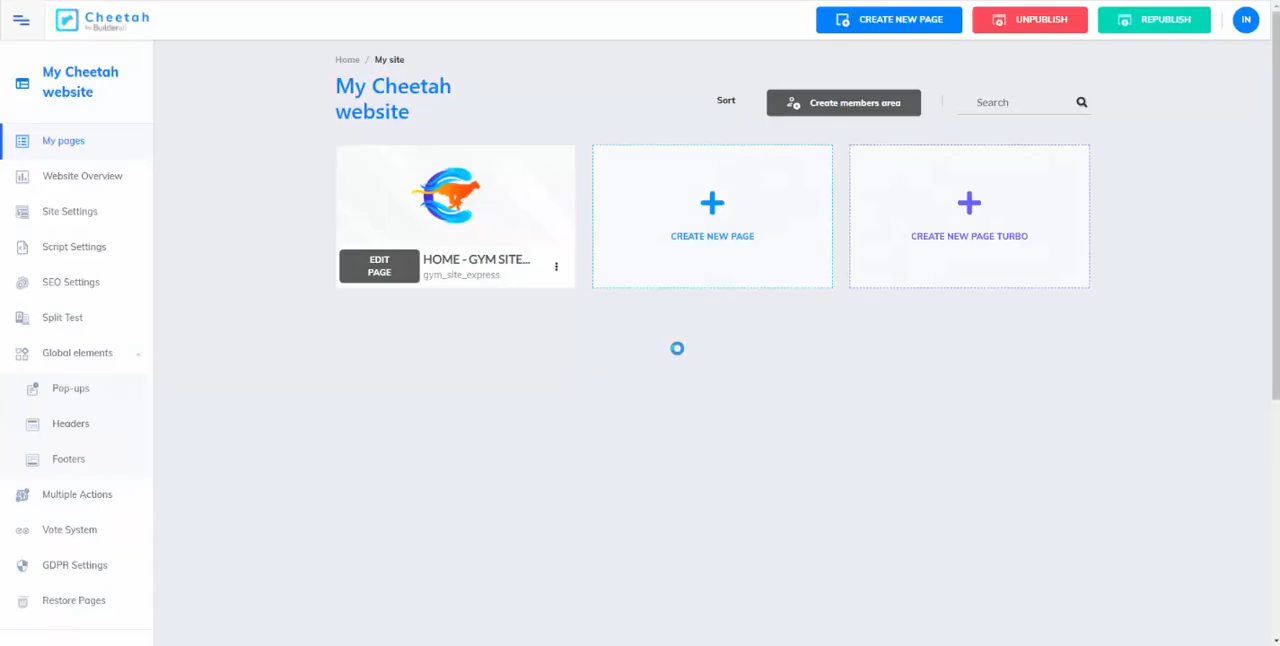 Cheetah
by Builderall
CREATE NEW PAGE
UNPUBLISH
REPUBLISH
IN
My Cheetah
website
My pages
Website Overview
Site Settings
Script Settings
SEO Settings
Split Test
Global elements
Pop-ups
Headers
Footers
Multiple Actions
Vote System
GDPR Settings
Restore Pages
Home / My site
My Cheetah
website
Sort
Create members area
Search
EDIT
PAGE
HOME - GYM SITE...
gym_site_express
CREATE NEW PAGE
CREATE NEW PAGE TURBO